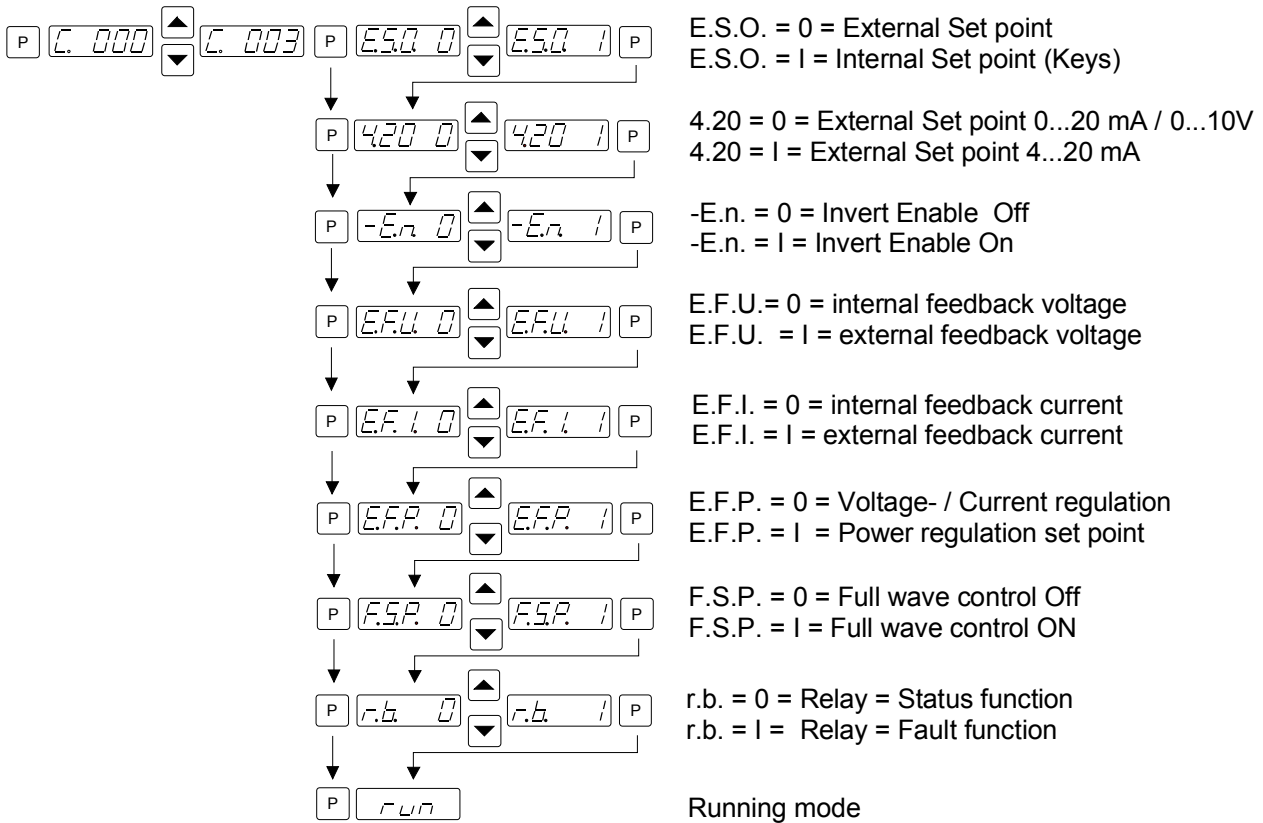 P C. 000 C. 003 P E.S.O. 0 E.S.O. 1 P
E.S.O. = 0 = External Set point
E.S.O. = I = Internal Set point (Keys)
P 4.20 0 4.20 1 P
4.20 = 0 = External Set point 0...20 mA / 0...10V
4.20 = I = External Set point 4...20 mA
P -E.n. 0 -E.n. 1 P
-E.n. = 0 = Invert Enable Off
-E.n. = I = Invert Enable On
P E.F.U. 0 E.F.U. 1 P
E.F.U.= 0 = internal feedback voltage
E.F.U. = I = external feedback voltage
P E.F.I. 0 E.F.I. 1 P
E.F.I. = 0 = internal feedback current
E.F.I. = I = external feedback current
P E.F.P. 0 E.F.P. 1 P
E.F.P. = 0 = Voltage- / Current regulation
E.F.P. = I = Power regulation set point
P F.S.P. 0 F.S.P. 1 P
F.S.P. = 0 = Full wave control Off
F.S.P. = I = Full wave control ON
P r.b. 0 r.b. 1 P
r.b. = 0 = Relay = Status function
r.b. = I = Relay = Fault function
P run
Running mode